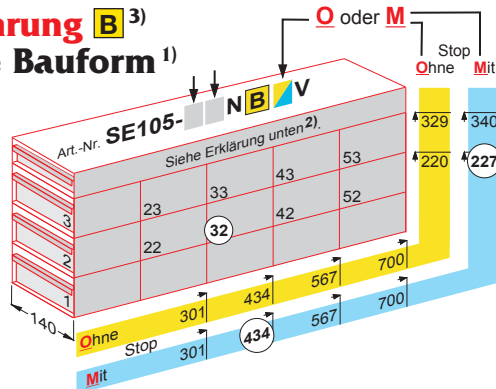 rung B 3)
Bauform 1)
O oder M
Stop
Ohne Mit
Art.-Nr. SE105- N B V
Siehe Erklärung unten 2).
329 340
220 227
53
43
33
23
3
52
42
32
22
2
1
140
Ohne 301 434 567 700
Stop
Mit 301 434 567 700